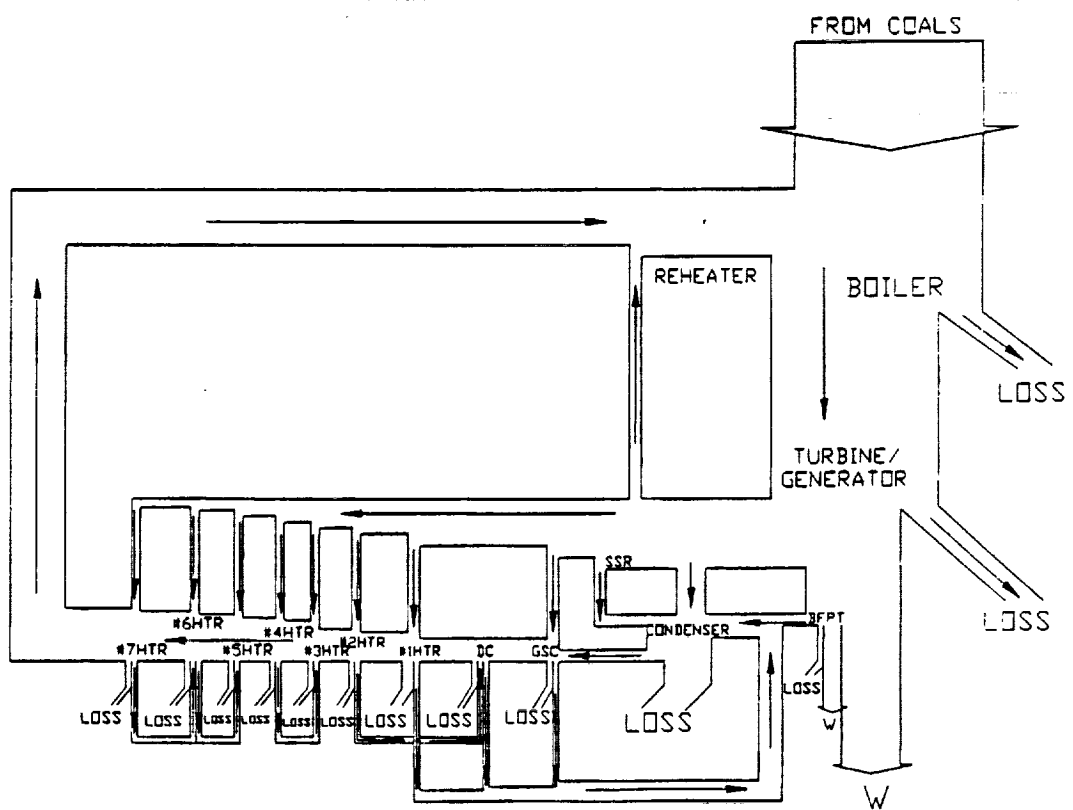 FROM COALS
REHEATER
BOILER
LOSS
TURBINE/
GENERATOR
SSR
LOSS
#6HTR
#4HTR
#2HTR
CONDENSER
BFPT
#7HTR
#5HTR
#3HTR
#1HTR
DC
GSC
LOSS
LOSS
LOSS
LOSS
LOSS
LOSS
LOSS
LOSS
LOSS
LOSS
LOSS
W
W